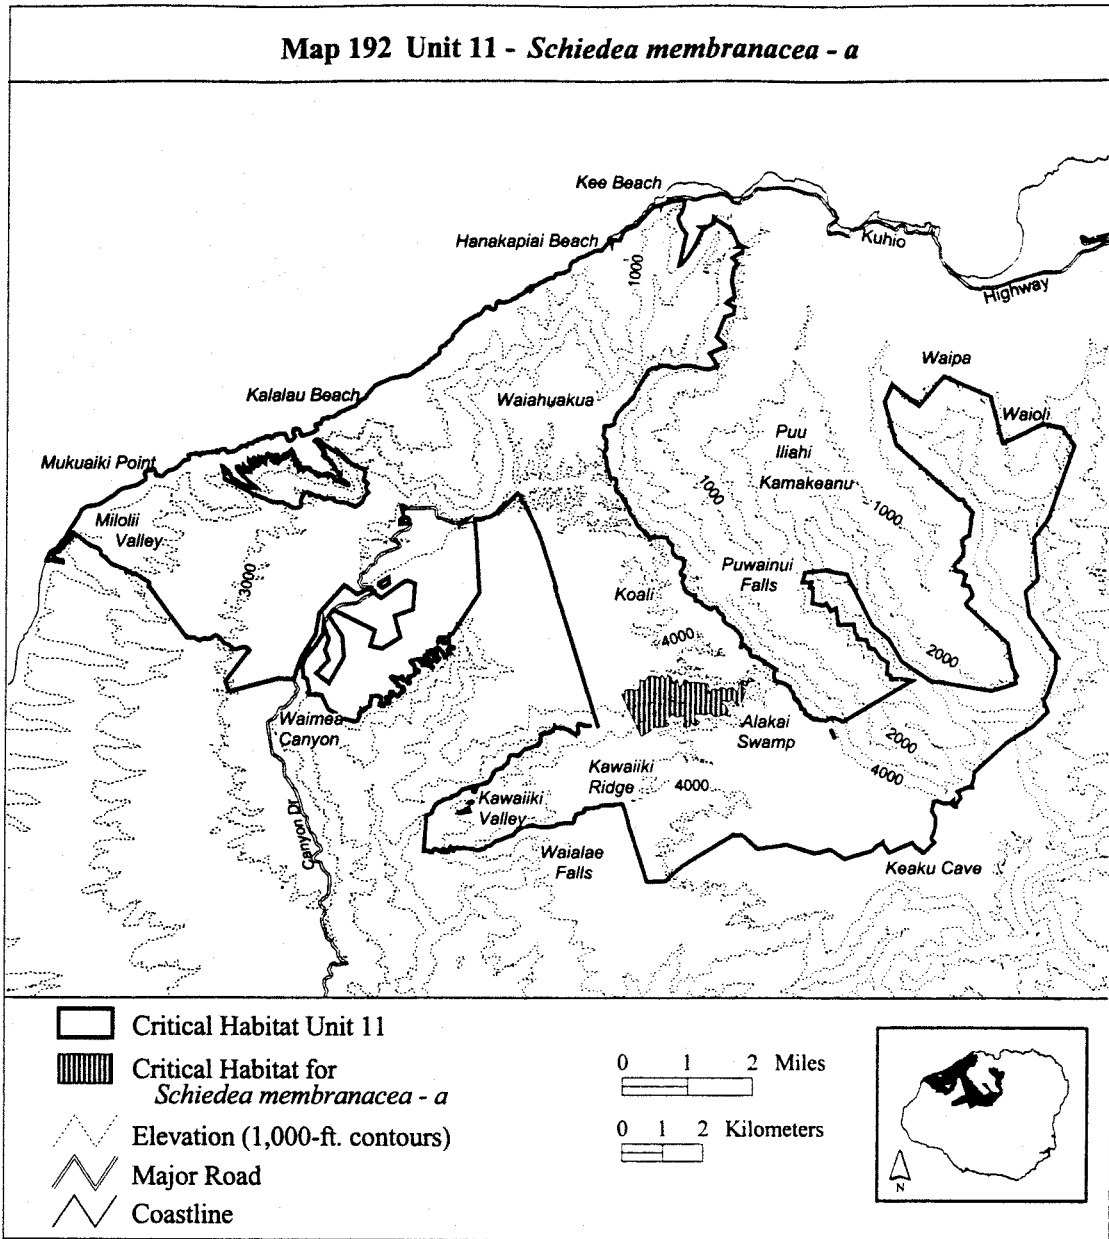 Map 192 Unit 11 - Schiedea membranacea - a
Kee Beach
Hanakapiai Beach
Kuhio
Highway
1000
Waipa
Kalalau Beach
Waiahuakua
Waioli
Puu
Iliahi
Mukuaiki Point
Kamakeanu
1000
1000
Milolii
Valley
3000
Puwainui
Falls
Koali
4000
2000
Waimea
Canyon
Alakai
Swamp
2000
4000
Kawaiiki
Ridge
4000
Kawaiiki
Valley
Canyon Dr
Waialae
Falls
Keaku Cave
Critical Habitat Unit 11
Critical Habitat for
Schiedea membranacea - a
Elevation (1,000-ft. contours)
Major Road
Coastline
0 1 2 Miles
0 1 2 Kilometers
N